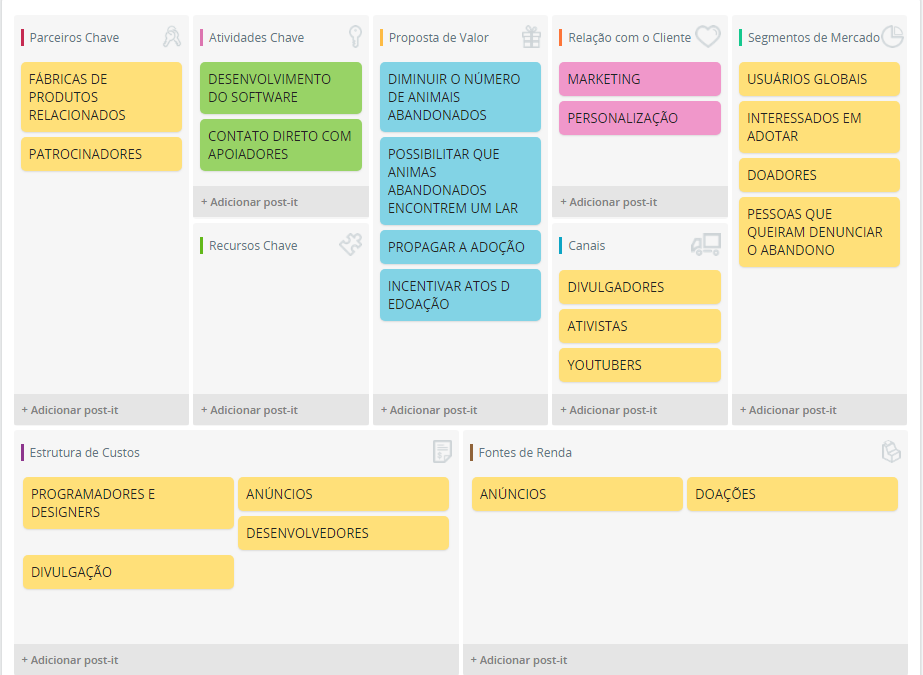 Parceiros Chave
FÁBRICAS DE
PRODUTOS
RELACIONADOS
PATROCINADORES
+ Adicionar post-it
Atividades Chave
DESENVOLVIMENTO
DO SOFTWARE
CONTATO DIRETO COM
APOIADORES
+ Adicionar post-it
Recursos Chave
+ Adicionar post-it
Proposta de Valor
DIMINUIR O NÚMERO
DE ANIMAIS
ABANDONADOS
POSSIBILITAR QUE
ANIMAS
ABANDONADOS
ENCONTREM UM LAR
PROPAGAR A ADOÇÃO
INCENTIVAR ATOS D
EDOAÇÃO
+ Adicionar post-it
Relação com o Cliente
MARKETING
PERSONALIZAÇÃO
+ Adicionar post-it
Canais
DIVULGADORES
ATIVISTAS
YOUTUBERS
+ Adicionar post-it
Segmentos de Mercado
USUÁRIOS GLOBAIS
INTERESSADOS EM
ADOTAR
DOADORES
PESSOAS QUE
QUEIRAM DENUNCIAR
O ABANDONO
+ Adicionar post-it
Estrutura de Custos
PROGRAMADORES E
DESIGNERS
ANÚNCIOS
DESENVOLVEDORES
DIVULGAÇÃO
+ Adicionar post-it
Fontes de Renda
ANÚNCIOS
DOAÇÕES
+ Adicionar post-it